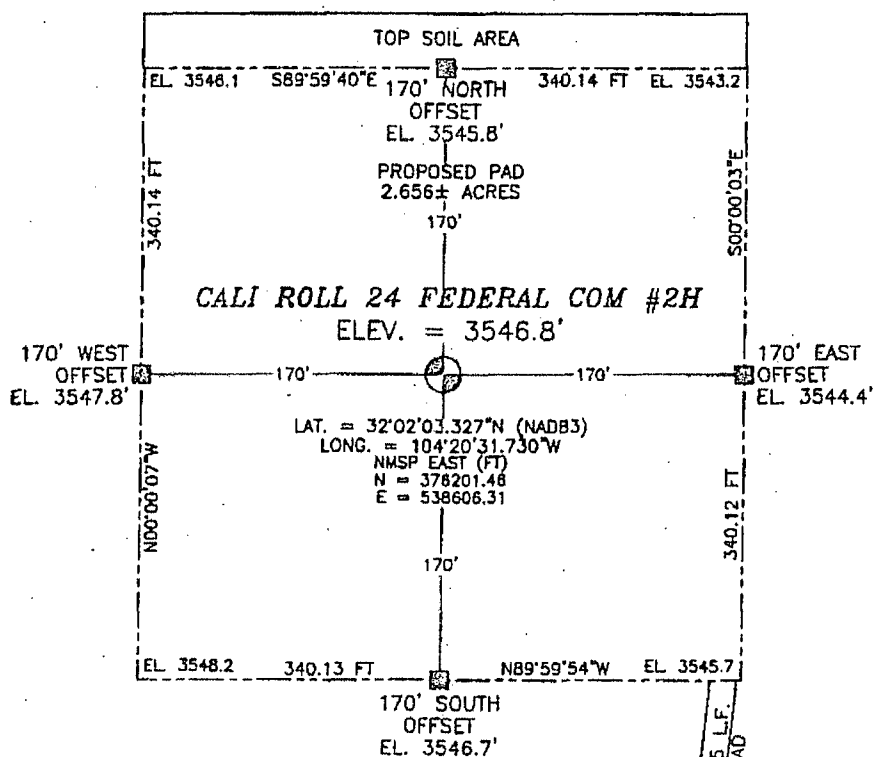 TOP SOIL AREA
EL. 3546.1 S89°59'40"E 340.14 FT EL. 3543.2
170' NORTH
OFFSET
EL. 3545.8'
PROPOSED PAD
2.656± ACRES
170'
340.14 FT
S00°00'03"E
CALI ROLL 24 FEDERAL COM #2H
ELEV. = 3546.8'
170' WEST
OFFSET
EL. 3547.8'
170'
170'
170' EAST
OFFSET
EL. 3544.4'
LAT. = 32°02'03.327"N (NAD83)
LONG. = 104°20'31.730"W
NMSP EAST (FT)
N = 376201.46
E = 538606.31
N00°00'07"W
340.12 FT
170'
EL. 3548.2 340.13 FT N89°59'54"W EL. 3545.7
170' SOUTH
OFFSET
EL. 3546.7'
L.F.